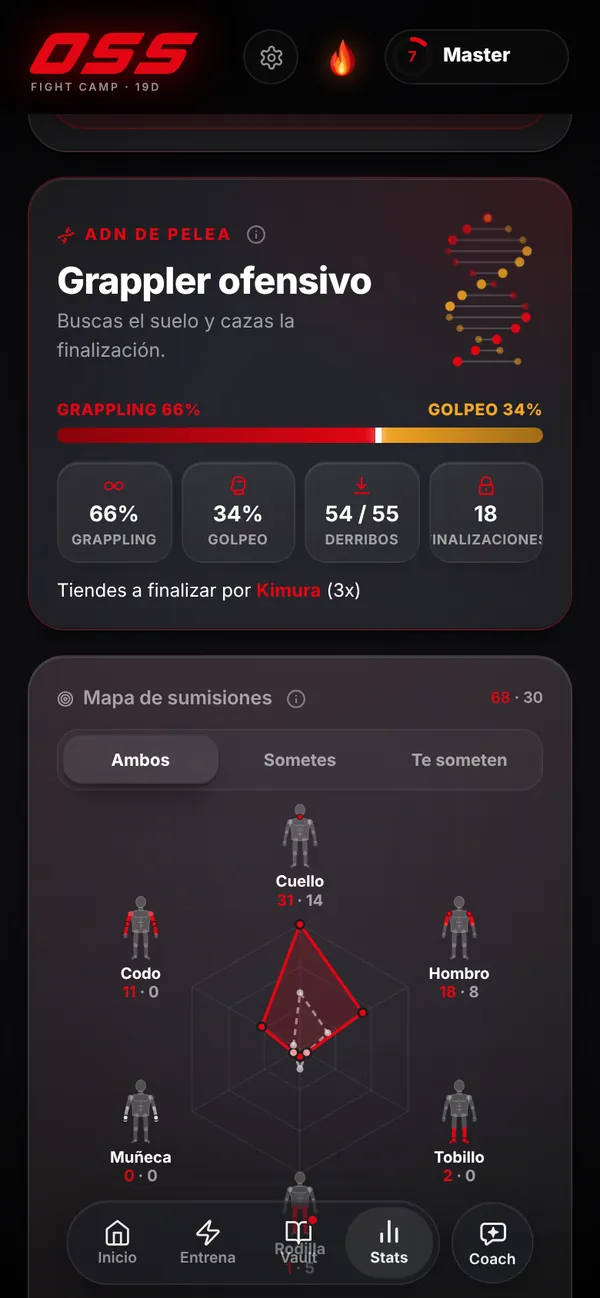 OSS
FIGHT CAMP · 19D
7
Master
ADN DE PELEA
Grappler ofensivo
Buscas el suelo y cazas la
finalización.
GRAPPLING 66%
GOLPEO 34%
66%
GRAPPLING
34%
GOLPEO
54 / 55
DERRIBOS
18
INALIZACIONES
Tiendes a finalizar por Kimura (3x)
Mapa de sumisiones
68 · 30
Ambos
Sometes
Te someten
Cuello
31 · 14
Codo
11 · 0
Hombro
18 · 8
Muñeca
0 · 0
Tobillo
2 · 0
Rodilla
Inicio
Entrena
Vault
Stats
Coach